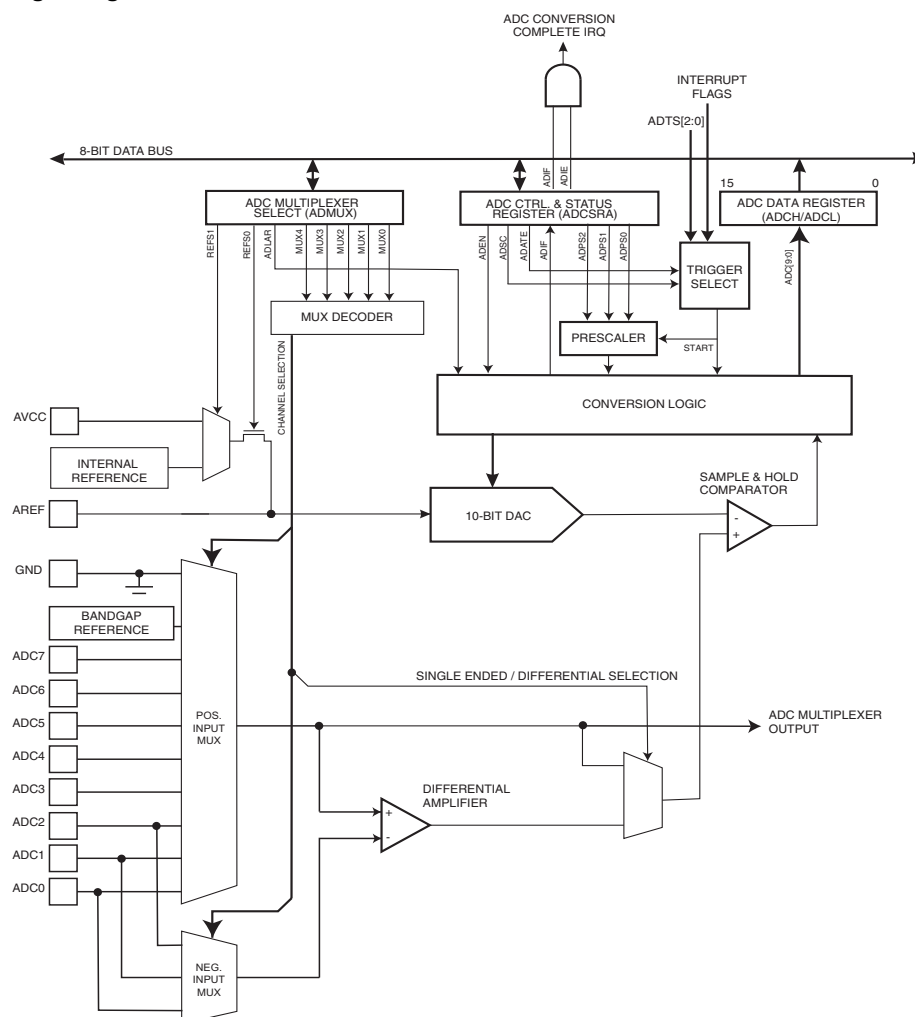 ADC CONVERSION
COMPLETE IRQ
INTERRUPT
FLAGS
ADTS[2:0]
8-BIT DATA BUS
ADIF
ADIE
15
0
ADC MULTIPLEXER
SELECT (ADMUX)
ADC CTRL. & STATUS
REGISTER (ADCSRA)
ADC DATA REGISTER
(ADCH/ADCL)
REFS1
REFS0
ADLAR
MUX4
MUX3
MUX2
MUX1
MUX0
ADEN
ADSC
ADATE
ADIF
ADPS2
ADPS1
ADPS0
TRIGGER
SELECT
ADC[9:0]
MUX DECODER
PRESCALER
START
CHANNEL SELECTION
CONVERSION LOGIC
AVCC
INTERNAL
REFERENCE
SAMPLE & HOLD
COMPARATOR
AREF
10-BIT DAC
-
+
GND
BANDGAP
REFERENCE
ADC7
SINGLE ENDED / DIFFERENTIAL SELECTION
ADC6
ADC5
POS.
INPUT
MUX
ADC MULTIPLEXER
OUTPUT
ADC4
ADC3
DIFFERENTIAL
AMPLIFIER
ADC2
+
-
ADC1
ADC0
NEG.
INPUT
MUX